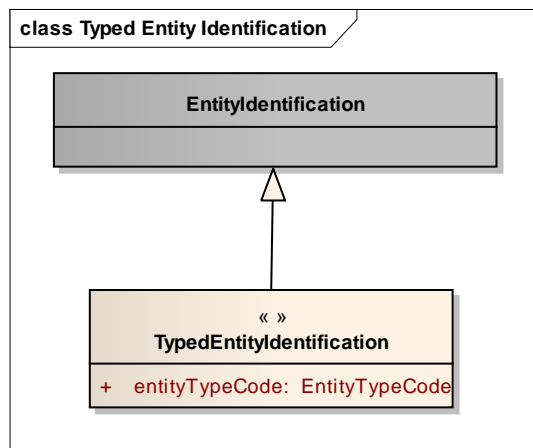 class Typed Entity Identification
EntityIdentification
« »
TypedEntityIdentification
+ entityTypeCode: EntityTypeCode